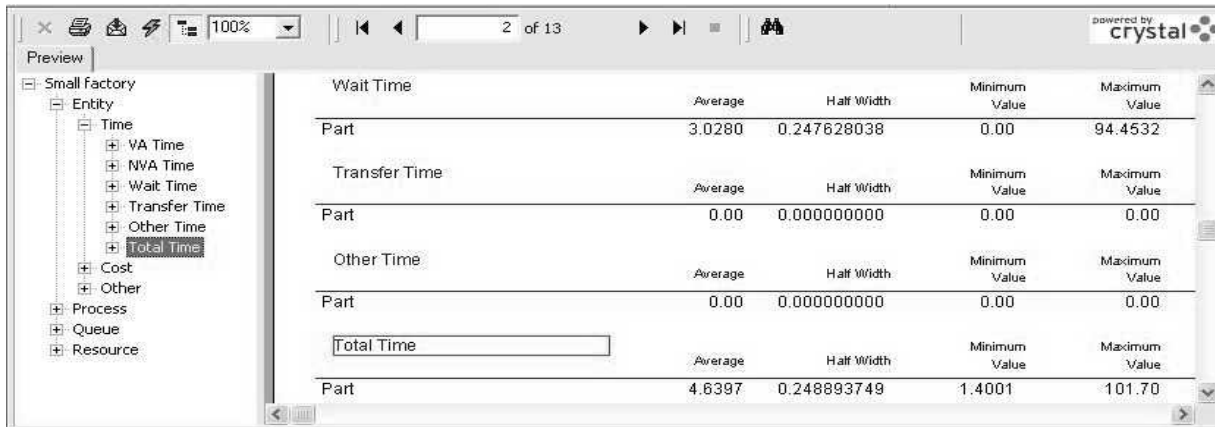 100%
2 of 13
powered by
crystal
Preview
Small factory
Entity
Time
VA Time
NVA Time
Wait Time
Transfer Time
Other Time
Total Time
Cost
Other
Process
Queue
Resource
Wait Time
Average Half Width Minimum Value Maximum Value
Part 3.0280 0.247628038 0.00 94.4532
Transfer Time
Average Half Width Minimum Value Maximum Value
Part 0.00 0.000000000 0.00 0.00
Other Time
Average Half Width Minimum Value Maximum Value
Part 0.00 0.000000000 0.00 0.00
Total Time
Average Half Width Minimum Value Maximum Value
Part 4.6397 0.248893749 1.4001 101.70